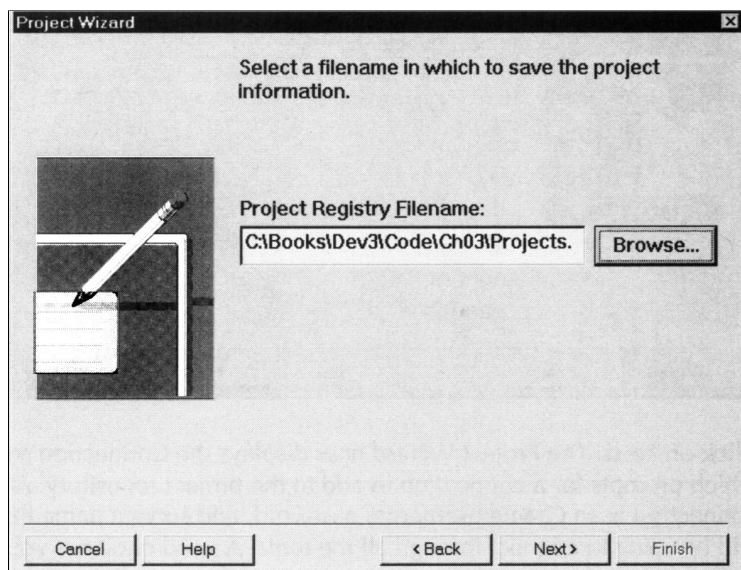 Project Wizard
Select a filename in which to save the project
information.
Project Registry Filename:
C:\Books\Dev3\Code\Ch03\Projects.
Browse...
Cancel
Help
< Back
Next >
Finish